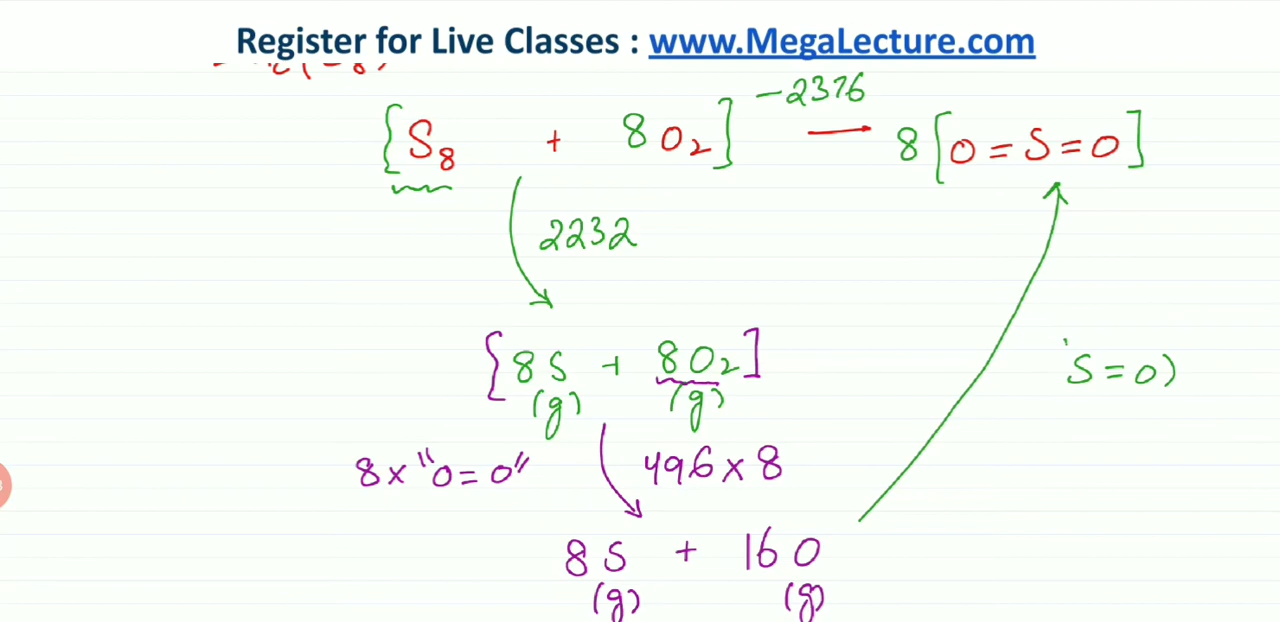 Register for Live Classes : www.MegaLecture.com
[S8 + 8O2] -2376 → 8[O=S=O]
2232
[8S(g) + 8O2(g)]
S=O)
8x "O=O" 496x8
8S(g) + 16O(g)